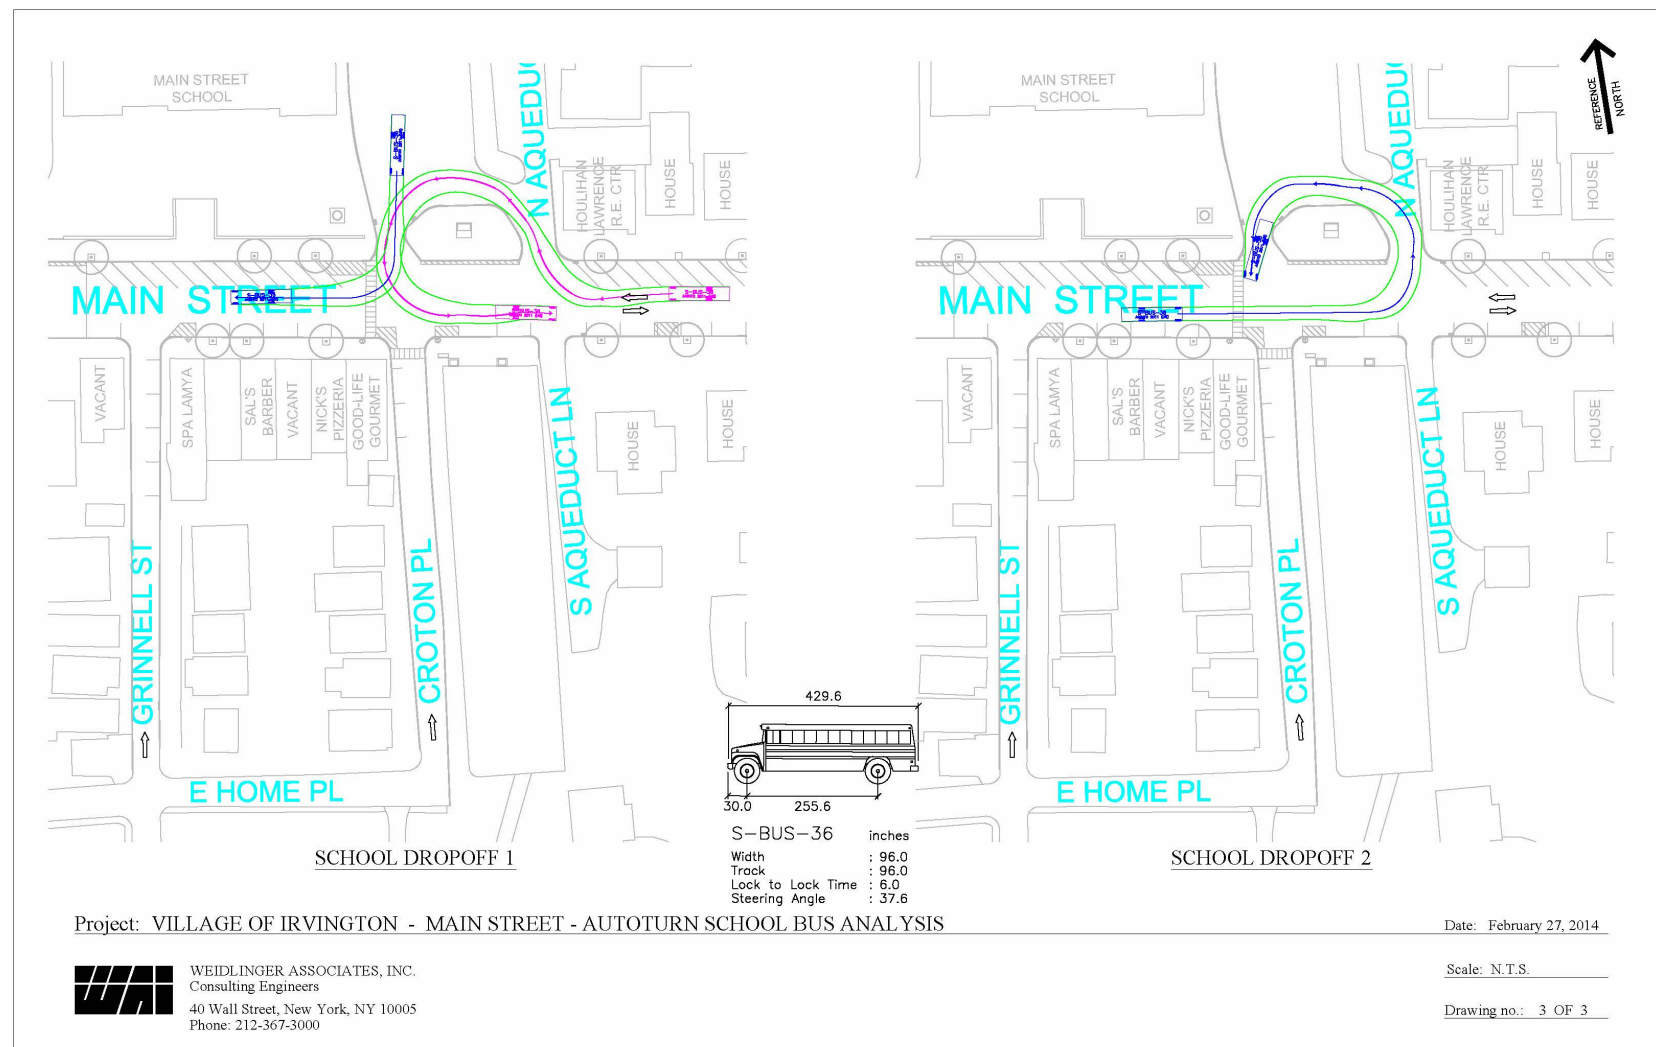 MAIN STREET
SCHOOL
N AQUEDUC
HOULIHAN
LAWRENCE
R.E. CTR
HOUSE
HOUSE
MAIN STREET
VACANT
SPA LAMYA
SAL'S
BARBER
VACANT
NICK'S
PIZZERIA
GOOD-LIFE
GOURMET
HOUSE
HOUSE
S AQUEDUCT LN
GRINNELL ST
CROTON PL
E HOME PL
SCHOOL DROPOFF 1
MAIN STREET
SCHOOL
N AQUEDUC
HOULIHAN
LAWRENCE
R.E. CTR
HOUSE
HOUSE
REFERENCE
NORTH
MAIN STREET
VACANT
SPA LAMYA
SAL'S
BARBER
VACANT
NICK'S
PIZZERIA
GOOD-LIFE
GOURMET
HOUSE
HOUSE
S AQUEDUCT LN
GRINNELL ST
CROTON PL
E HOME PL
SCHOOL DROPOFF 2
429.6
30.0
255.6
S-BUS-36 inches
Width : 96.0
Track : 96.0
Lock to Lock Time : 6.0
Steering Angle : 37.6
Project: VILLAGE OF IRVINGTON - MAIN STREET - AUTOTURN SCHOOL BUS ANALYSIS
Date: February 27, 2014
WAI
WEIDLINGER ASSOCIATES, INC.
Consulting Engineers
40 Wall Street, New York, NY 10005
Phone: 212-367-3000
Scale: N.T.S.
Drawing no.: 3 OF 3